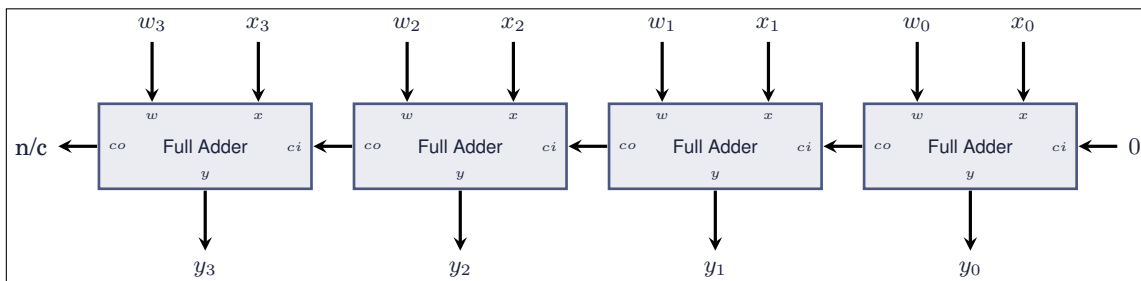 w3 x3 w2 x2 w1 x1 w0 x0
w x w x w x w x
n/c co Full Adder ci co Full Adder ci co Full Adder ci co Full Adder ci 0
y y y y
y3 y2 y1 y0